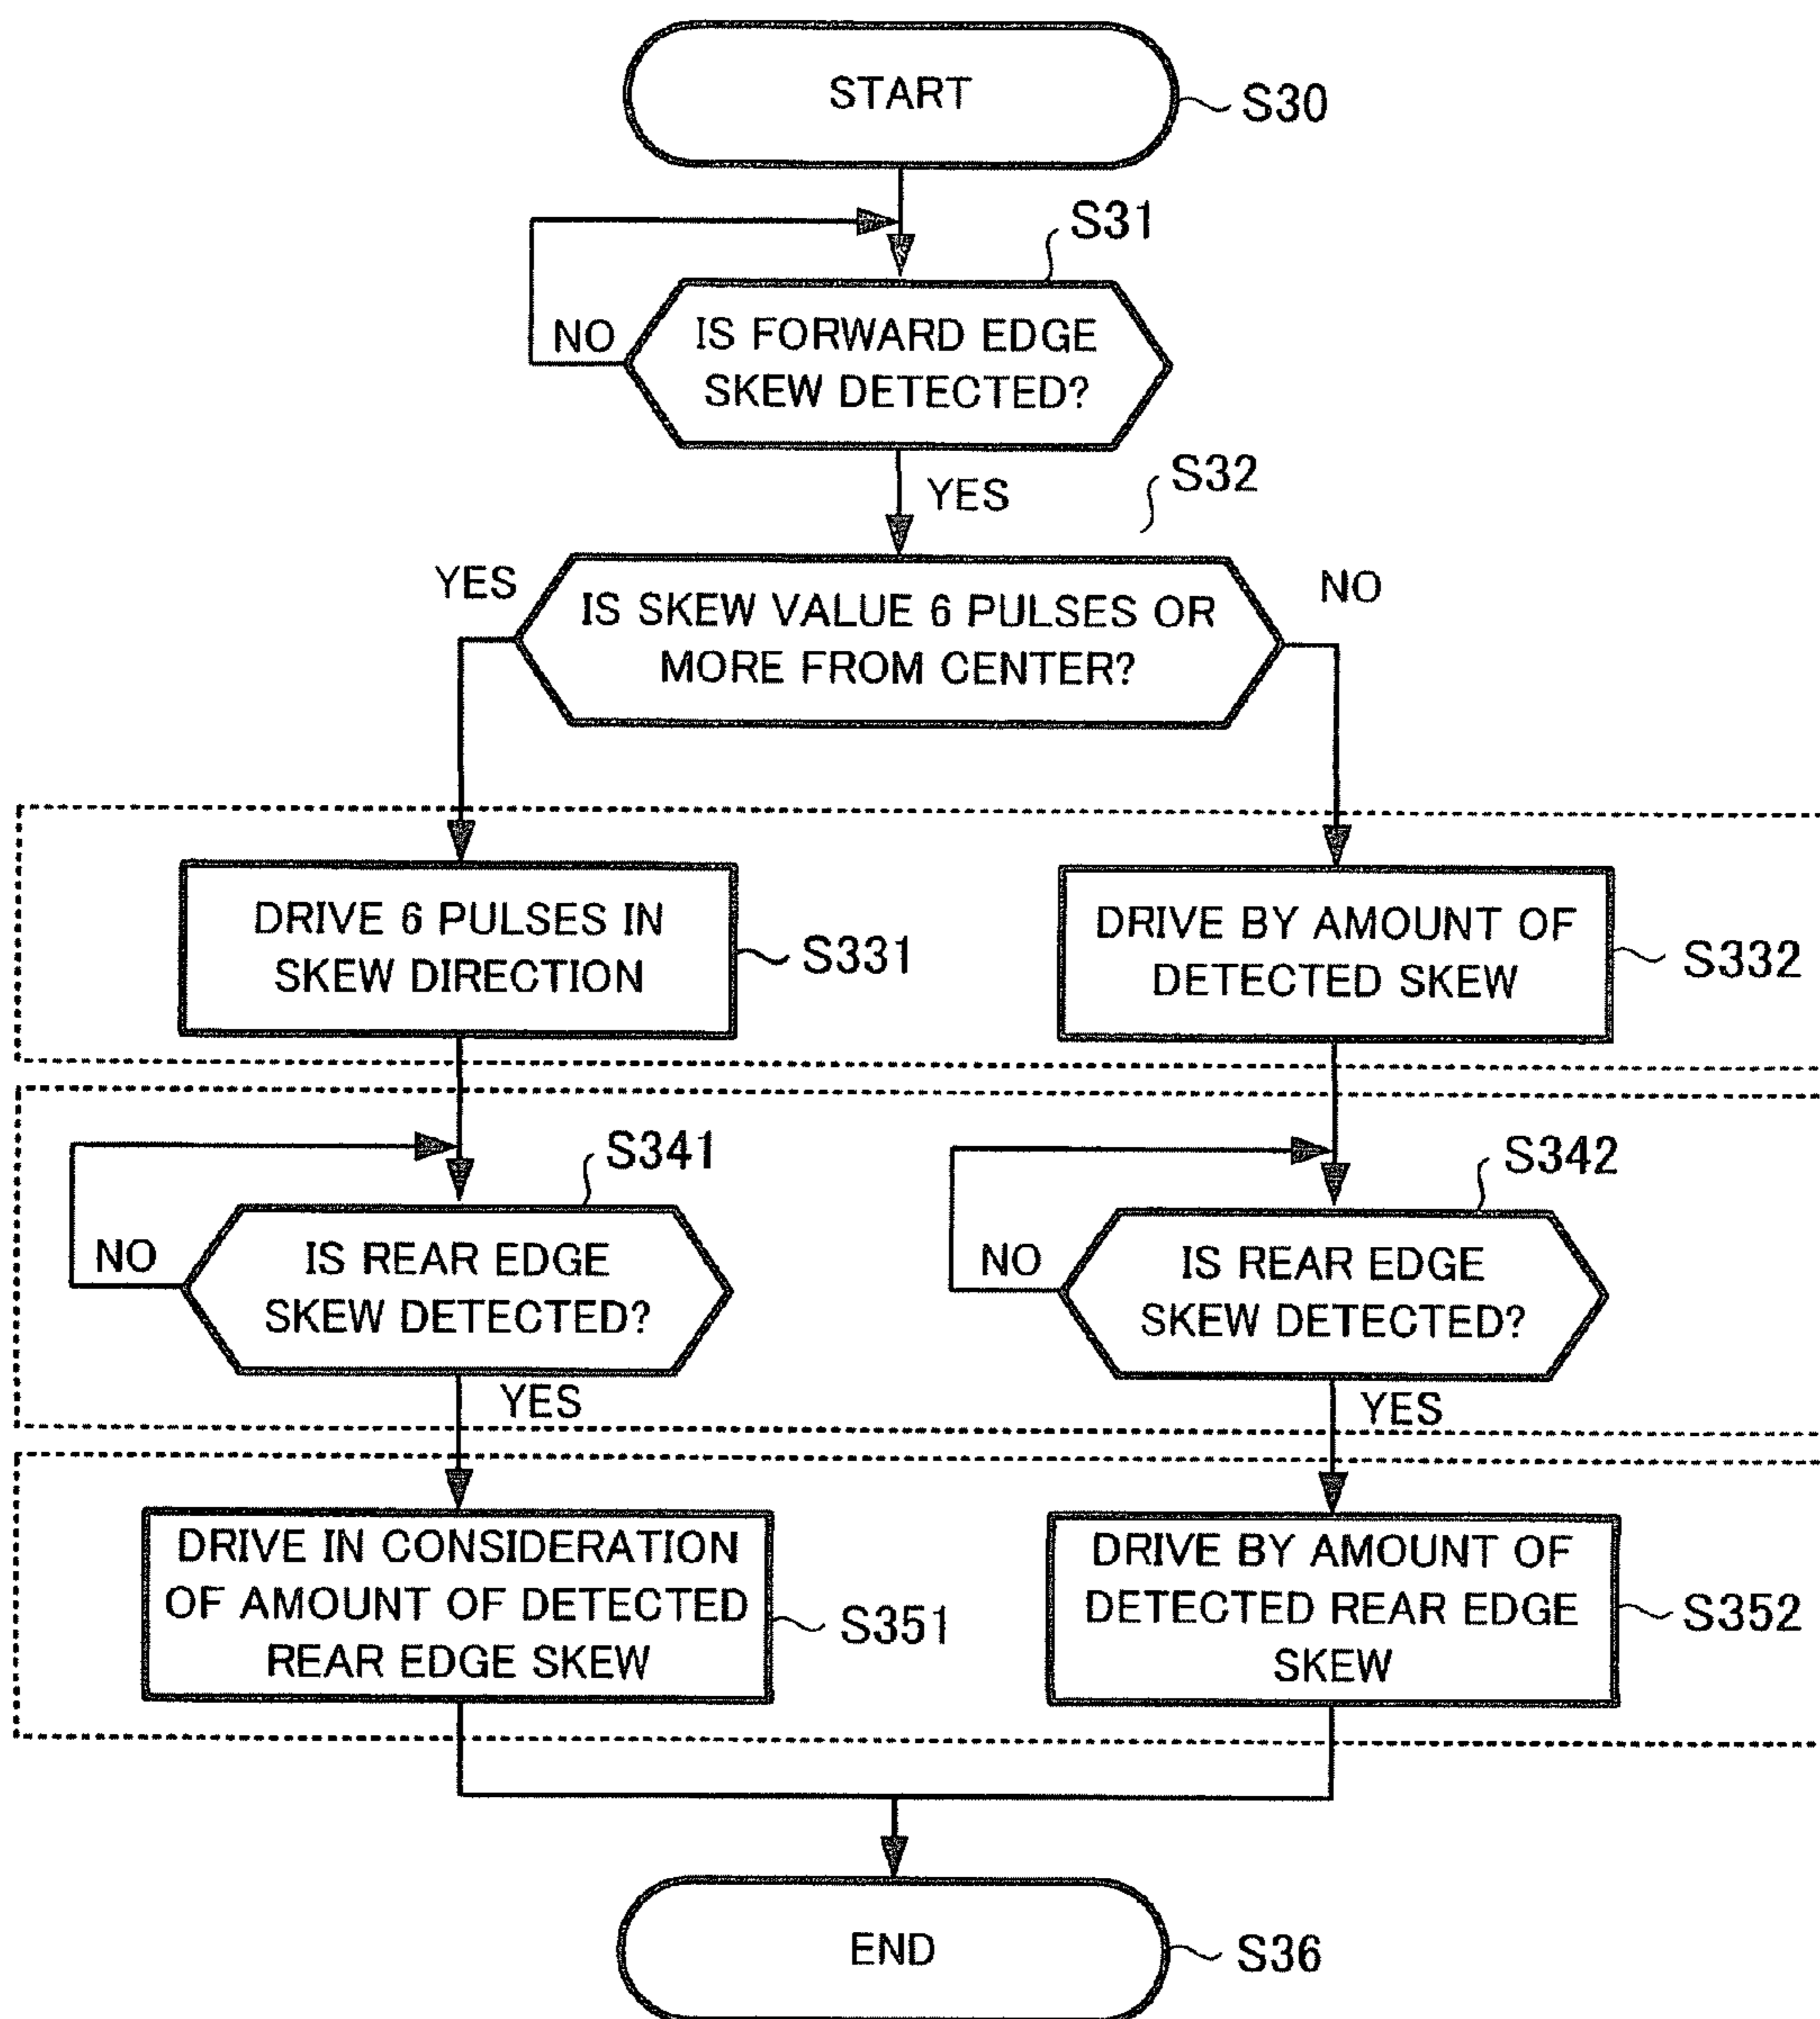 START
S30
S31
NO
IS FORWARD EDGE
SKEW DETECTED?
YES
S32
YES
NO
IS SKEW VALUE 6 PULSES OR
MORE FROM CENTER?
DRIVE 6 PULSES IN
SKEW DIRECTION
S331
DRIVE BY AMOUNT OF
DETECTED SKEW
S332
S341
NO
IS REAR EDGE
SKEW DETECTED?
YES
S342
NO
IS REAR EDGE
SKEW DETECTED?
YES
DRIVE IN CONSIDERATION
OF AMOUNT OF DETECTED
REAR EDGE SKEW
S351
DRIVE BY AMOUNT OF
DETECTED REAR EDGE
SKEW
S352
END
S36